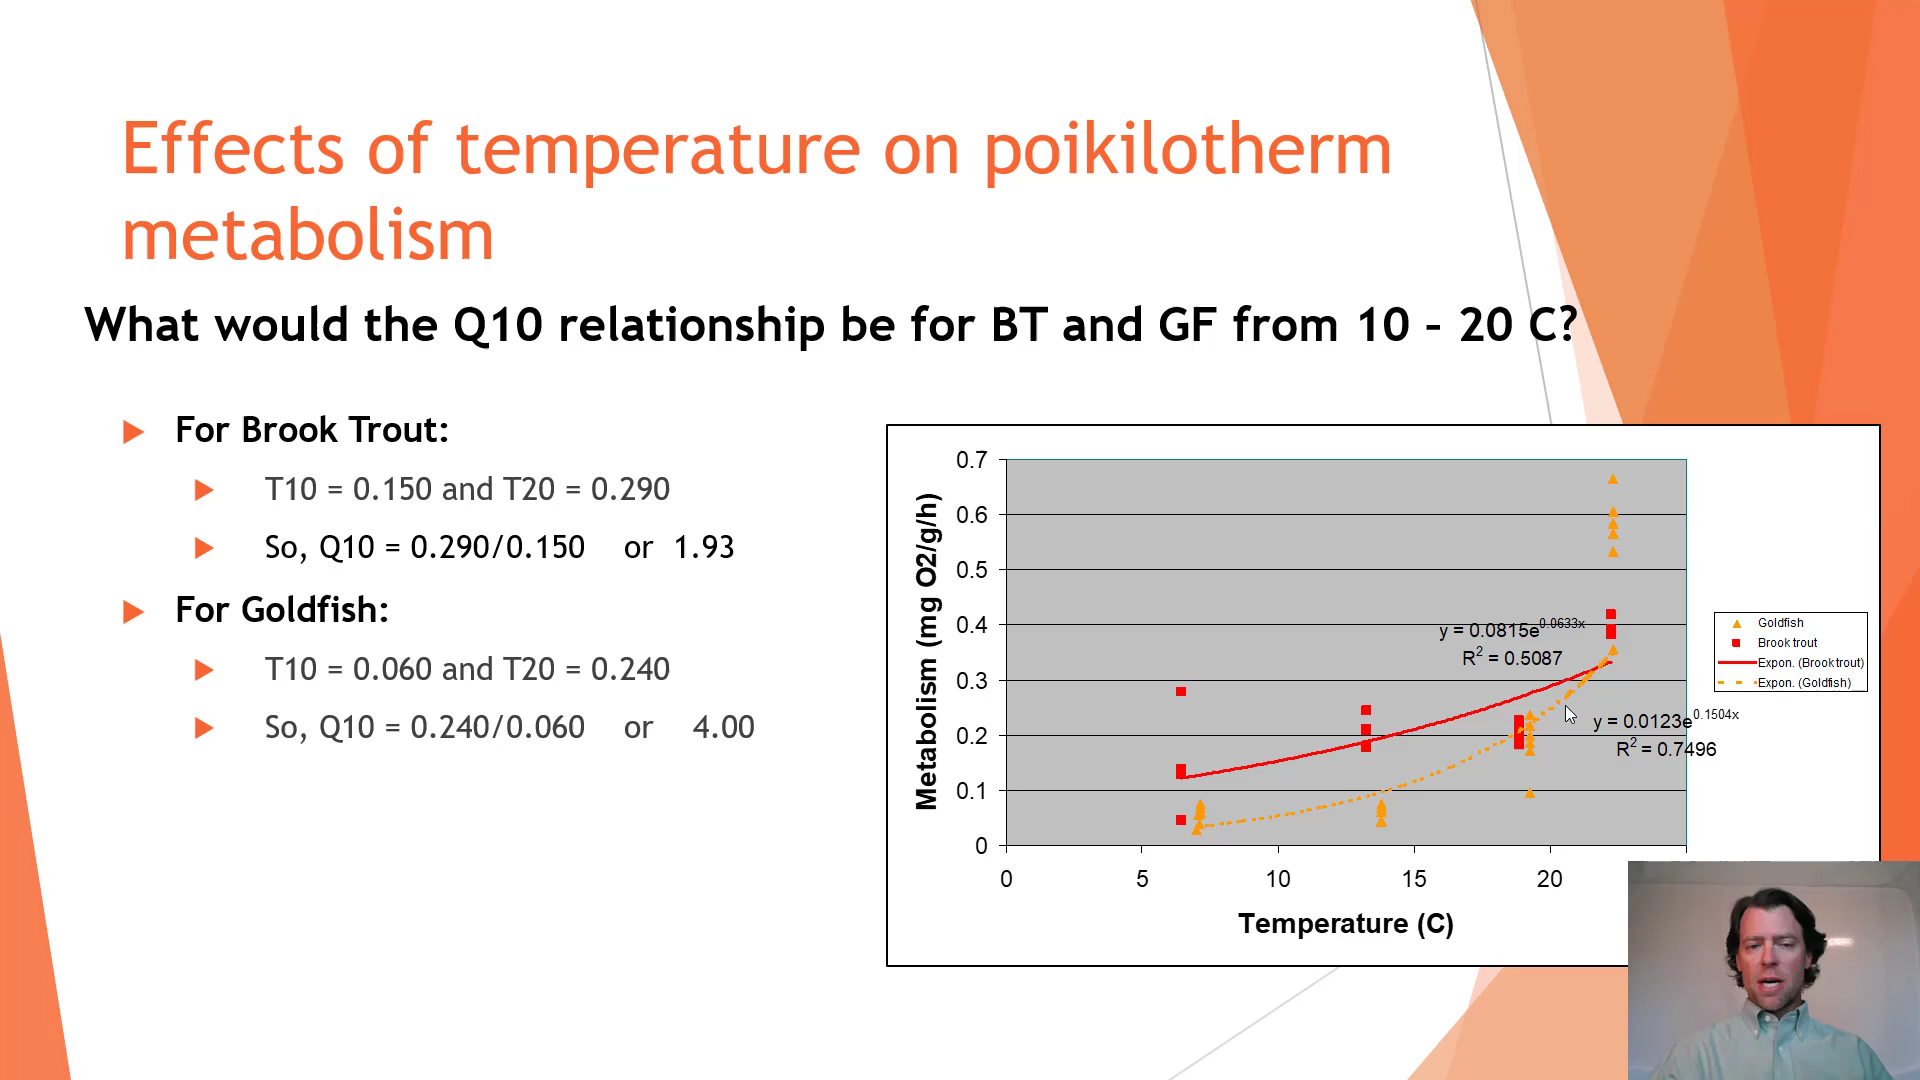 Effects of temperature on poikilotherm
metabolism
What would the Q10 relationship be for BT and GF from 10 – 20 C?
For Brook Trout:
T10 = 0.150 and T20 = 0.290
So, Q10 = 0.290/0.150 or 1.93
For Goldfish:
T10 = 0.060 and T20 = 0.240
So, Q10 = 0.240/0.060 or 4.00
Metabolism (mg O2/g/h)
0.7
0.6
0.5
0.4
0.3
0.2
0.1
0
0 5 10 15 20
Temperature (C)
y = 0.0815e^0.0633x
R² = 0.5087
y = 0.0123e^0.1504x
R² = 0.7496
Goldfish
Brook trout
Expon. (Brook trout)
Expon. (Goldfish)